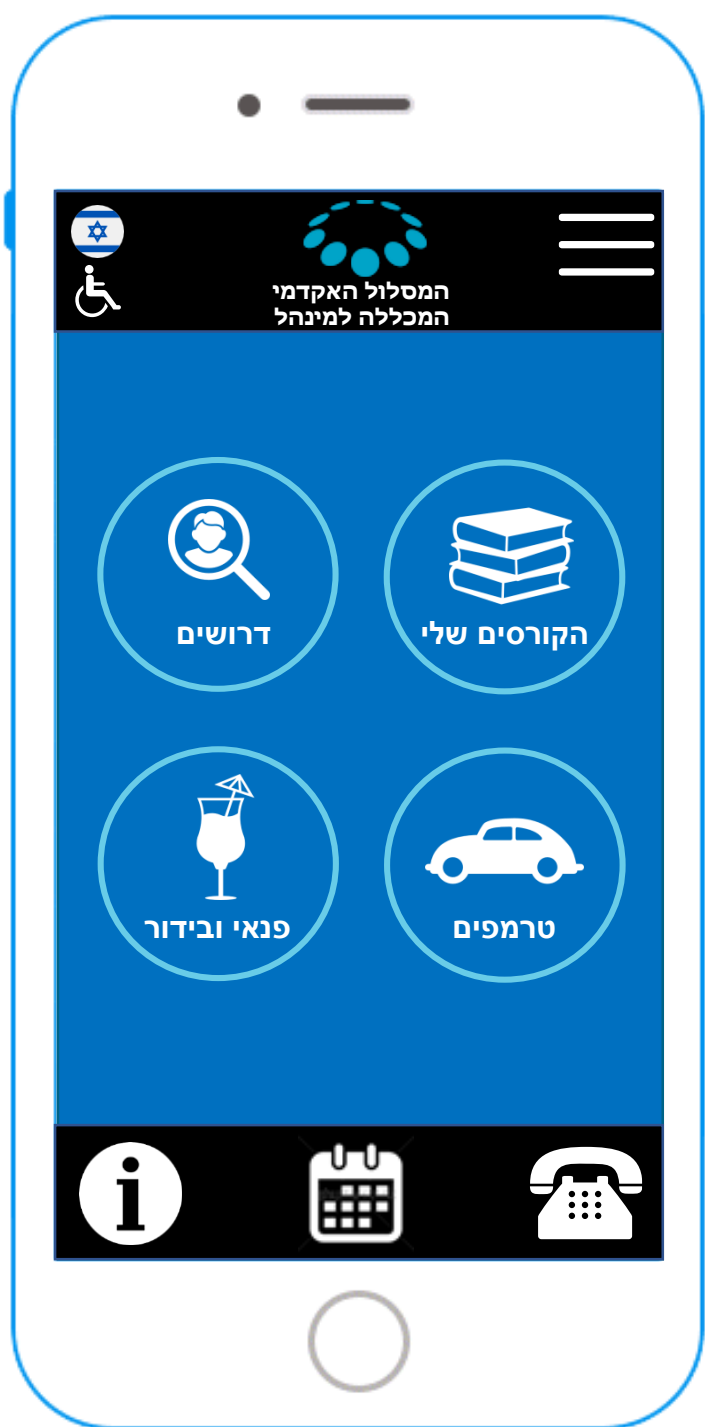 המסלול האקדמי
המכללה למינהל
הקורסים שלי
דרושים
טרמפים
פנאי ובידור